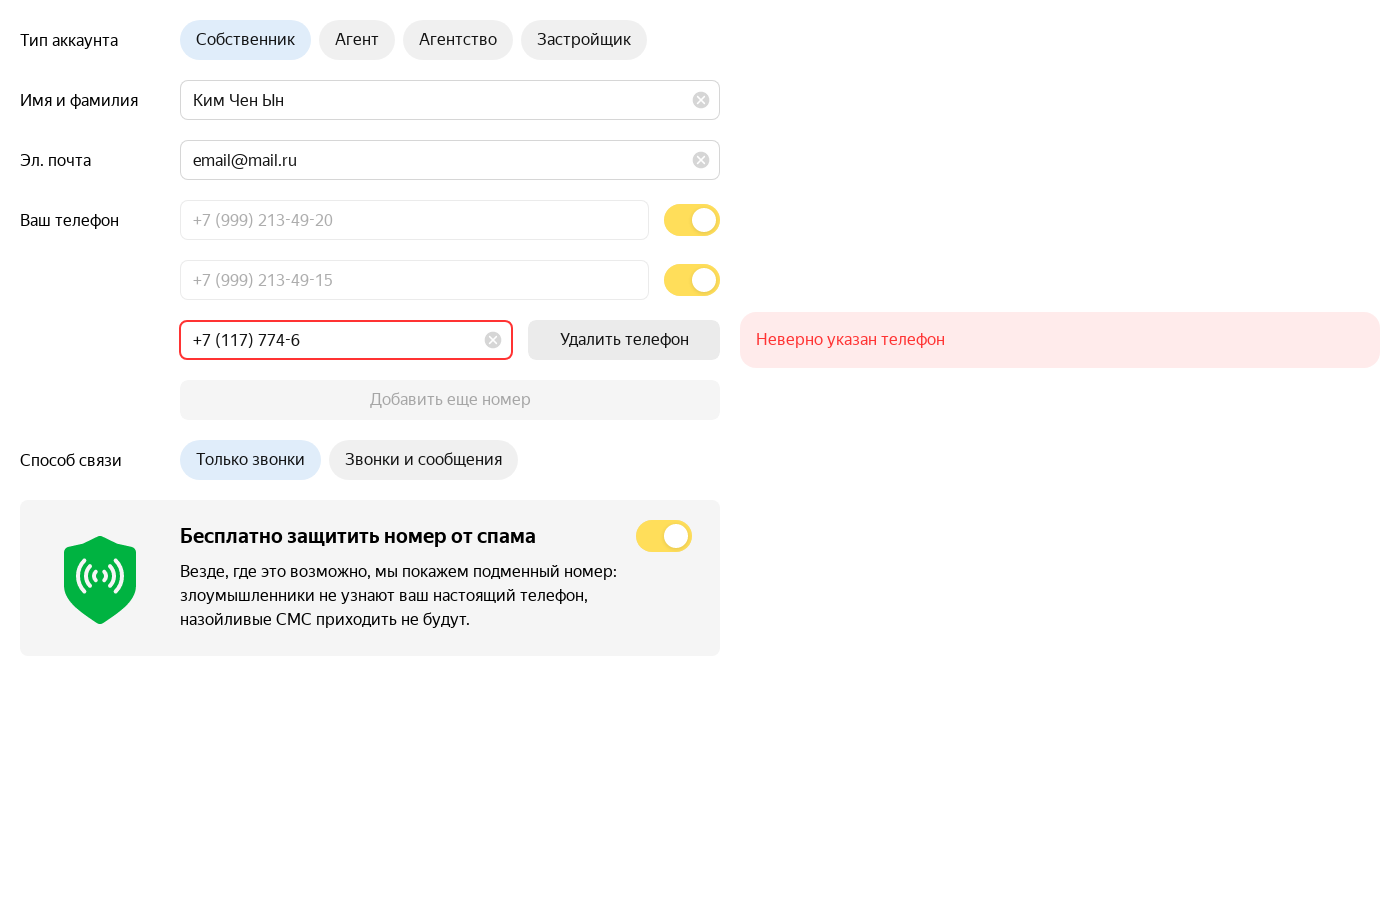 Тип аккаунта Собственник Агент Агентство Застройщик
Имя и фамилия Ким Чен Ын
Эл. почта email@mail.ru
Ваш телефон +7 (999) 213-49-20
+7 (999) 213-49-15
+7 (117) 774-6 Удалить телефон Неверно указан телефон
Добавить еще номер
Способ связи Только звонки Звонки и сообщения
Бесплатно защитить номер от спама
Везде, где это возможно, мы покажем подменный номер:
злоумышленники не узнают ваш настоящий телефон,
назойливые СМС приходить не будут.